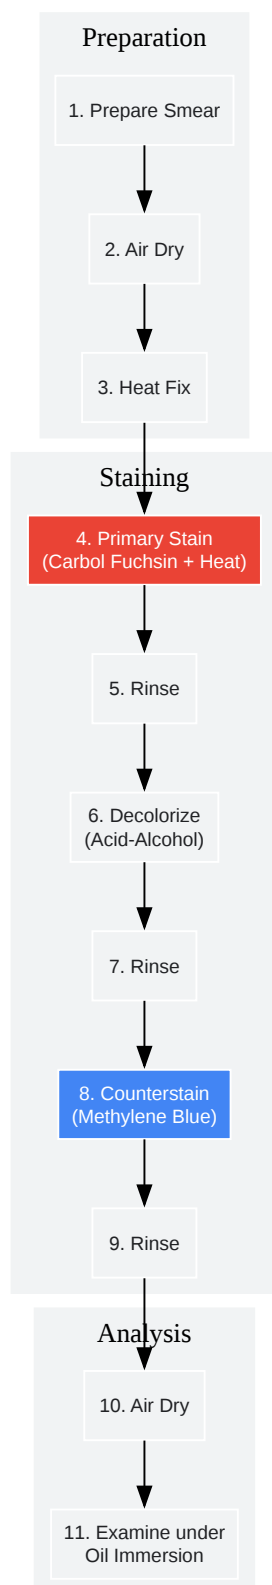 Preparation
1. Prepare Smear
2. Air Dry
3. Heat Fix
Staining
4. Primary Stain
(Carbol Fuchsin + Heat)
5. Rinse
6. Decolorize
(Acid-Alcohol)
7. Rinse
8. Counterstain
(Methylene Blue)
9. Rinse
Analysis
10. Air Dry
11. Examine under
Oil Immersion